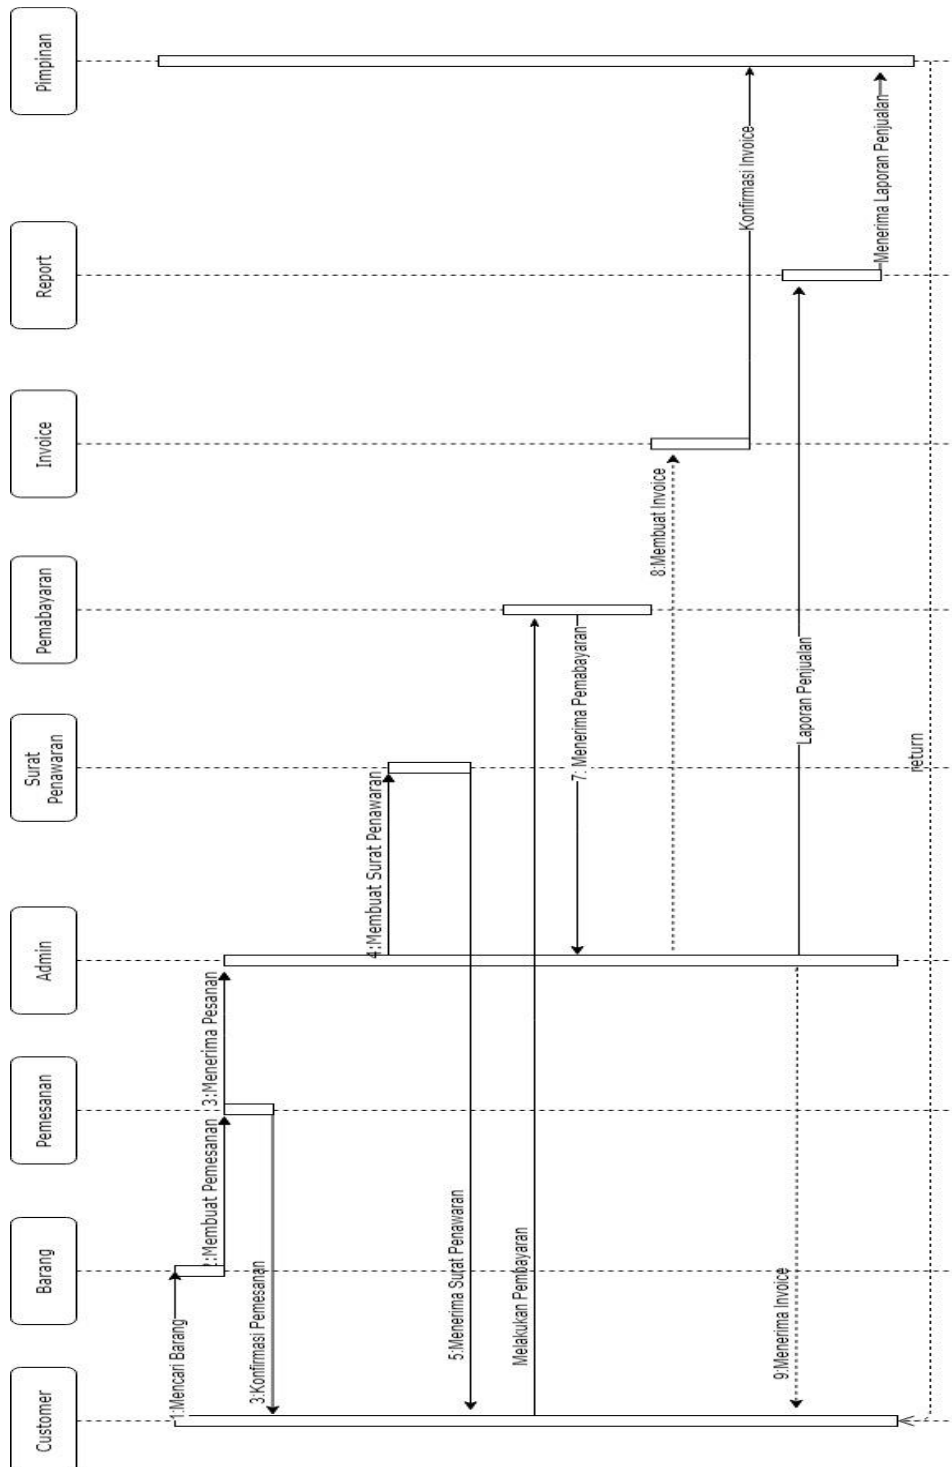 Customer
Barang
Pemesanan
Admin
Surat
Penawaran
Pemabayaran
Invoice
Report
Pimpinan
1:Mencari Barang
2:Membuat Pemesanan
3:Menerima Pesanan
3:Konfirmasi Pemesanan
4:Membuat Surat Penawaran
5:Menerima Surat Penawaran
Melakukan Pembayaran
7: Menerima Pemabayaran
8:Membuat Invoice
Konfirmasi Invoice
9:Menerima Invoice
Laporan Penjualan
Menerima Laporan Penjualan
return